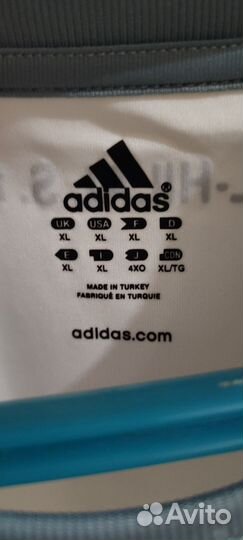 adidas®
UK USA F D
XL XL XL XL
E I J CDN
XL XL 4XO XL/TG
MADE IN TURKEY
FABRIQUÉ EN TURQUIE
adidas.com
Avito